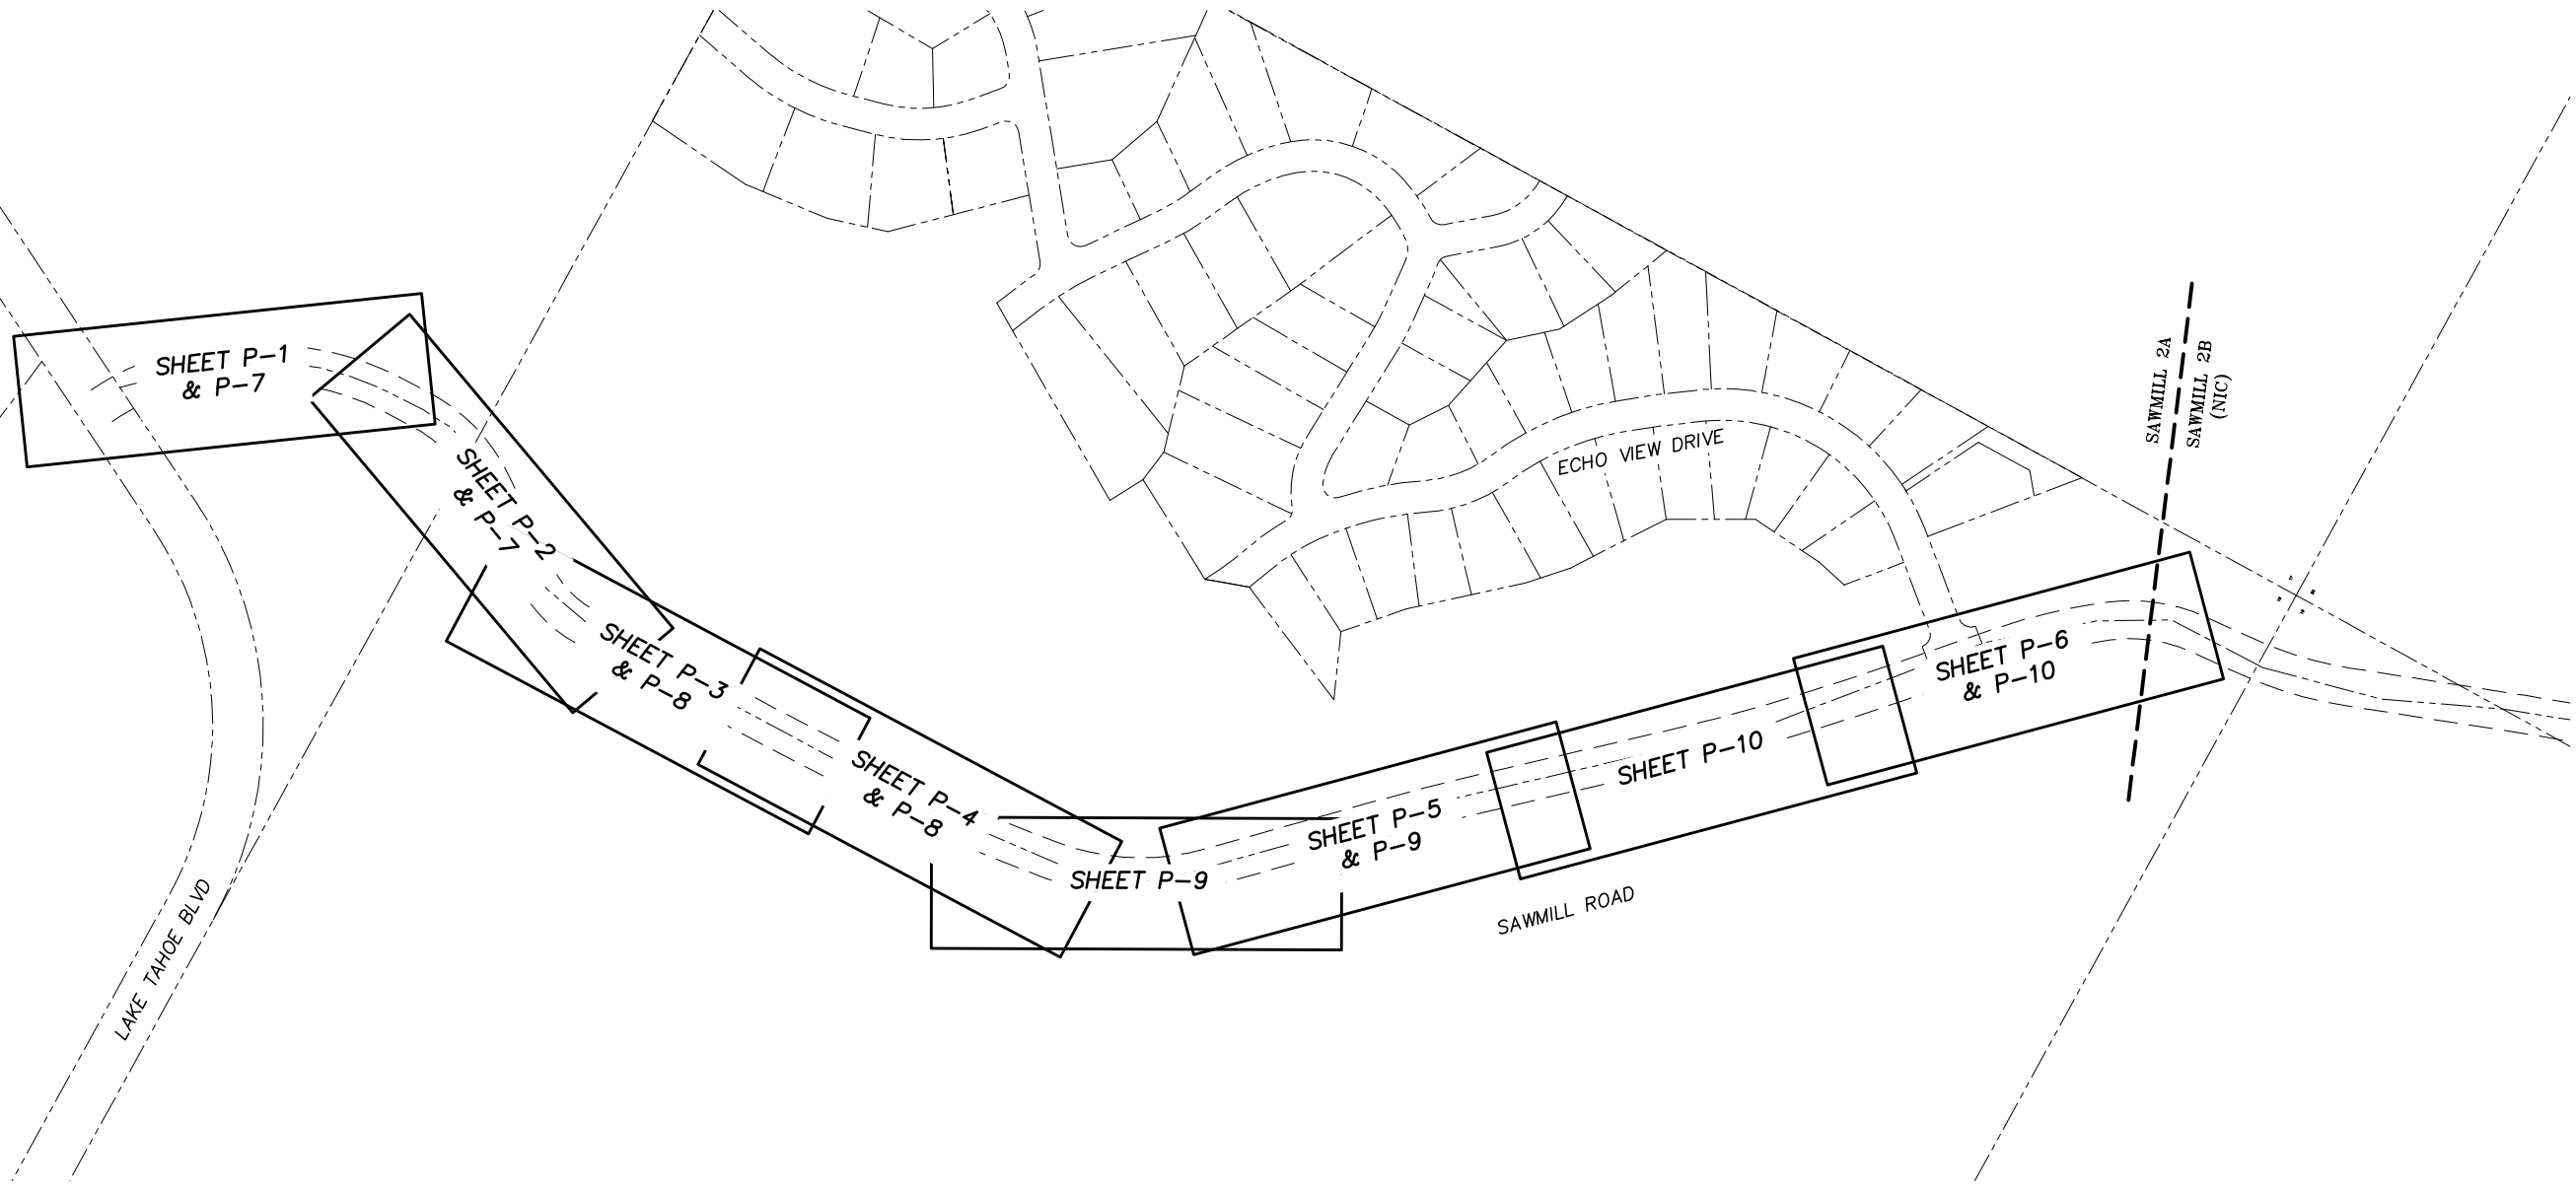 SHEET P-1
& P-7
SHEET P-2
& P-7
SHEET P-3
& P-8
SHEET P-4
& P-8
SHEET P-9
SHEET P-5
& P-9
SHEET P-10
SHEET P-6
& P-10
ECHO VIEW DRIVE
SAWMILL 2A
SAWMILL 2B
(NIC)
SAWMILL ROAD
LAKE TAHOE BLVD